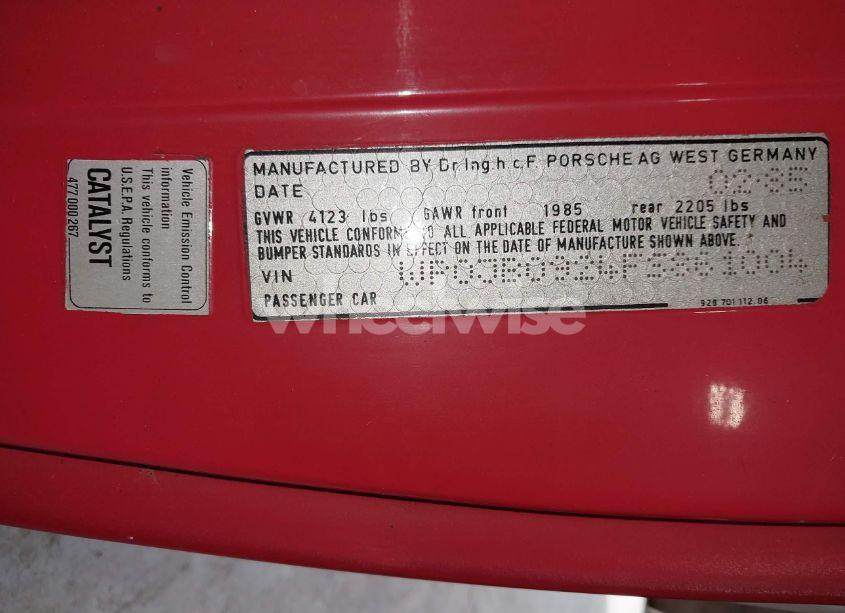 Vehicle Emission Control
information
This vehicle conforms to
U.S.E.P.A. Regulations
CATALYST
477 000 267
MANUFACTURED BY Dr.Ing.h.c.F. PORSCHE AG WEST GERMANY
DATE 02-85
GVWR 4123 lbs GAWR front 1985 rear 2205 lbs
THIS VEHICLE CONFORMS TO ALL APPLICABLE FEDERAL MOTOR VEHICLE SAFETY AND
BUMPER STANDARDS IN EFFECT ON THE DATE OF MANUFACTURE SHOWN ABOVE.
VIN WP0JB0924FS861004
PASSENGER CAR 928 701 112.06
wheelwise